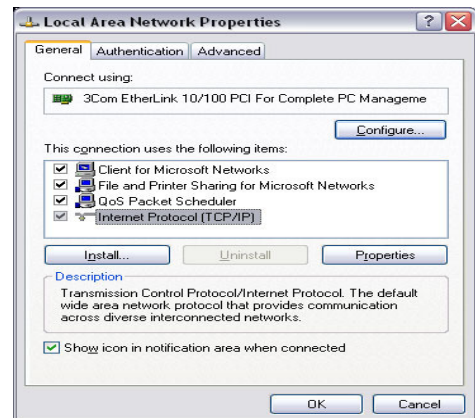 Local Area Network Properties
General Authentication Advanced
Connect using:
3Com EtherLink 10/100 PCI For Complete PC Manageme
Configure...
This connection uses the following items:
Client for Microsoft Networks
File and Printer Sharing for Microsoft Networks
QoS Packet Scheduler
Internet Protocol (TCP/IP)
Install... Uninstall Properties
Description
Transmission Control Protocol/Internet Protocol. The default
wide area network protocol that provides communication
across diverse interconnected networks.
Show icon in notification area when connected
OK Cancel